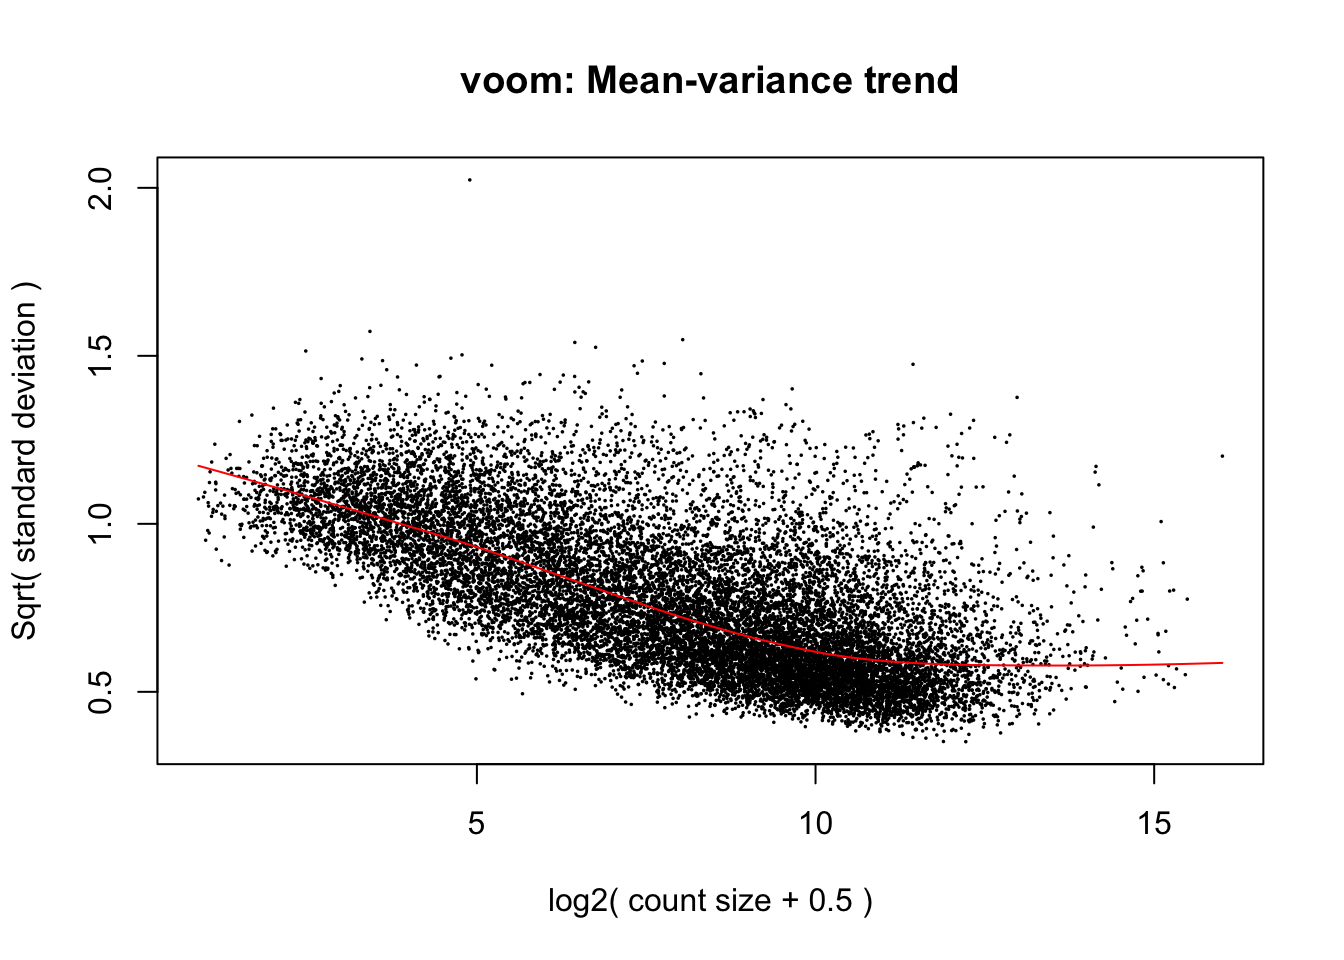 voom: Mean-variance trend
Sqrt( standard deviation )
2.0
1.5
1.0
0.5
5 10 15
log2( count size + 0.5 )